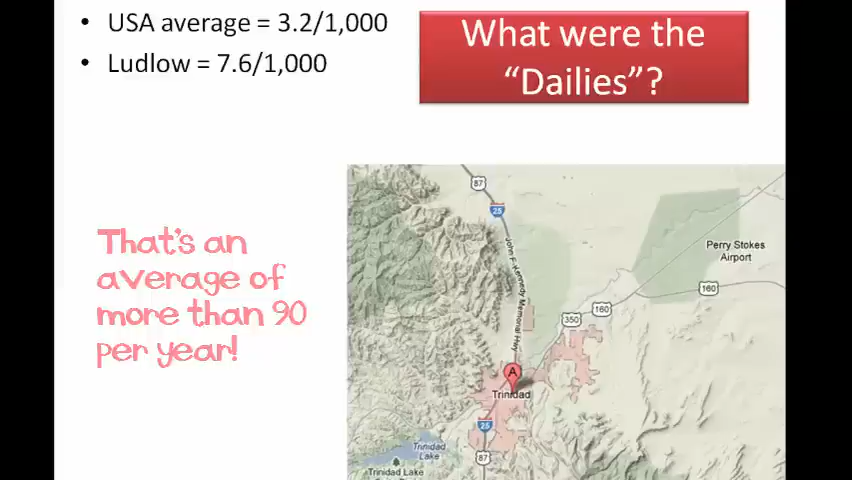 • USA average = 3.2/1,000
• Ludlow = 7.6/1,000
What were the
“Dailies”?
That's an
average of
more than 90
per year!
87
25
John F. Kennedy Memorial Hwy
Perry Stokes
Airport
160
160
350
A
Trinidad
25
Trinidad
Lake
87
Trinidad Lake